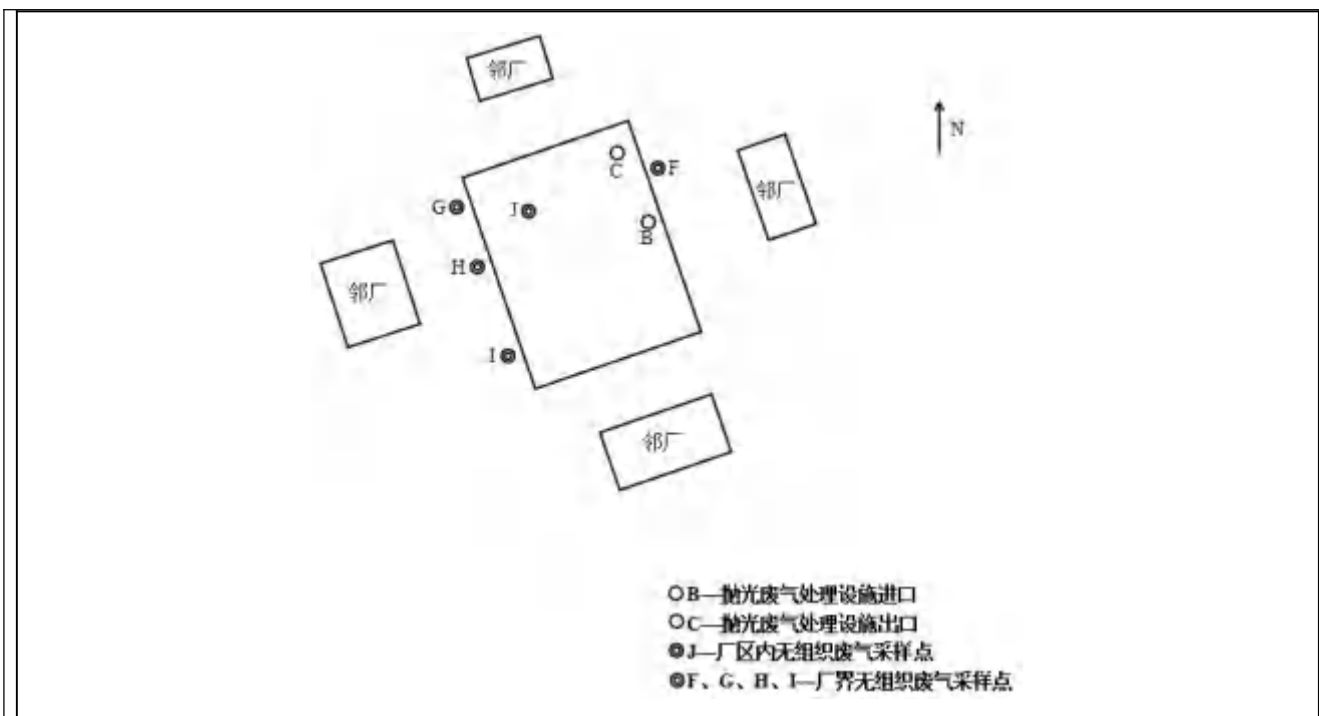 邻厂
N
C
F
邻厂
G
J
B
H
邻厂
I
邻厂
B—抛光废气处理设施进口
C—抛光废气处理设施出口
J—厂区内无组织废气采样点
F、G、H、I—厂界无组织废气采样点